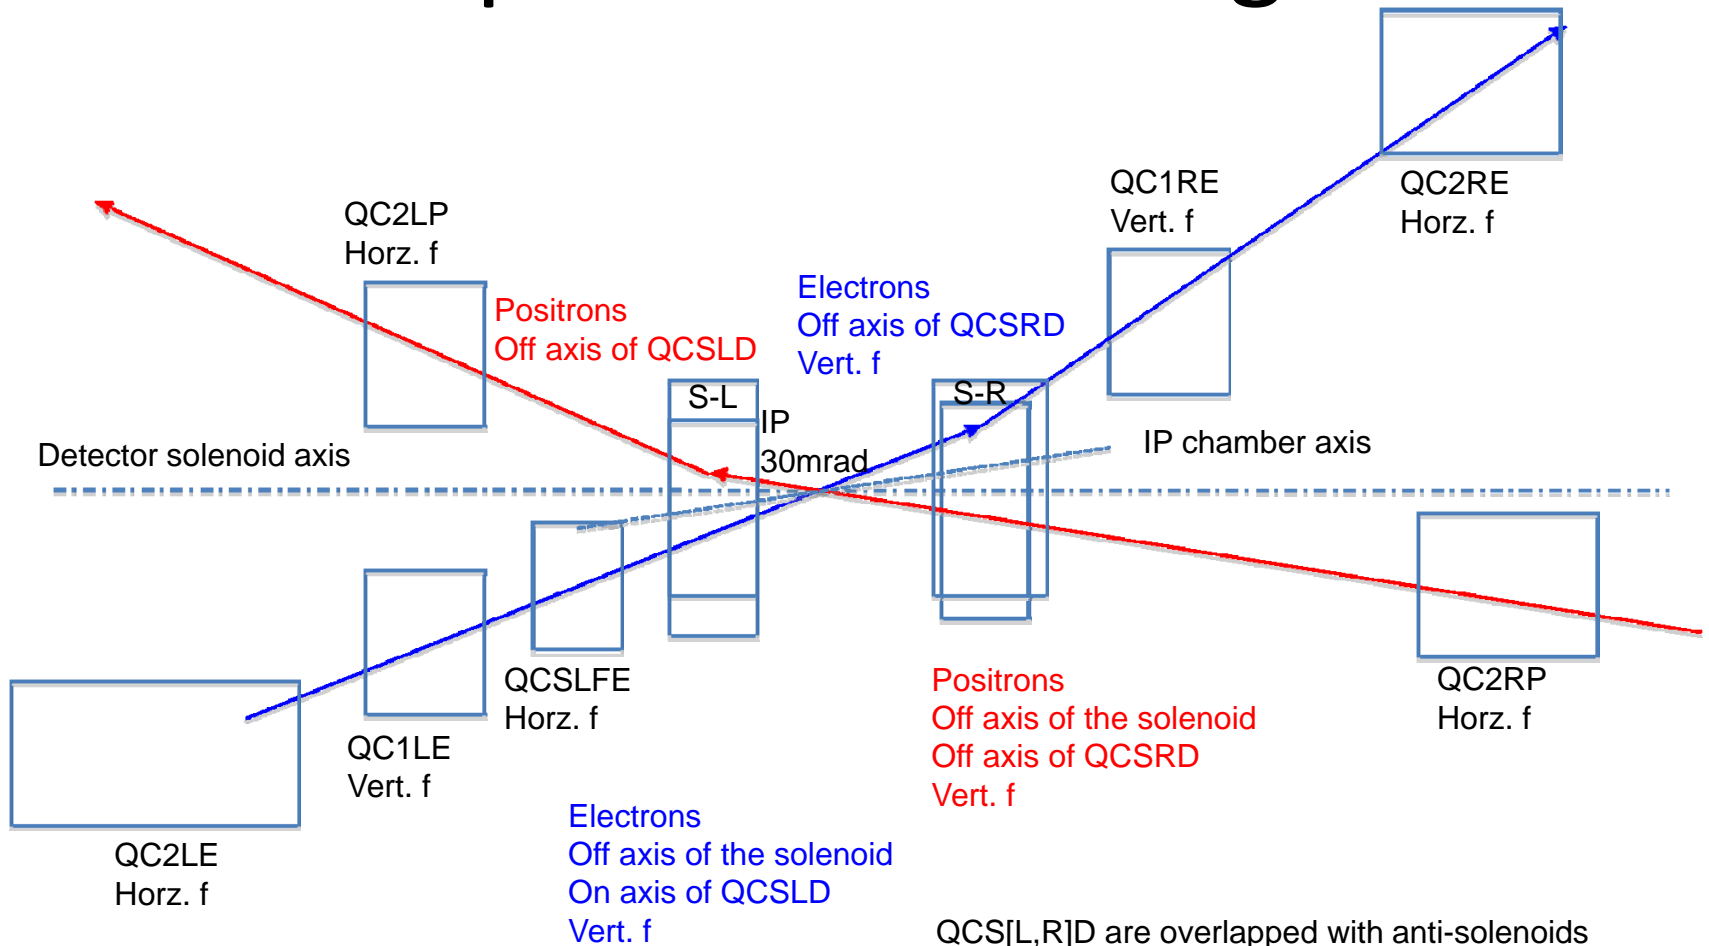 QC1RE
Vert. f
QC2RE
Horz. f
QC2LP
Horz. f
Positrons
Off axis of QCSLD
Electrons
Off axis of QCSRD
Vert. f
S-L
S-R
IP
30mrad
Detector solenoid axis
IP chamber axis
QCSLFE
Horz. f
QC1LE
Vert. f
QC2LE
Horz. f
Electrons
Off axis of the solenoid
On axis of QCSLD
Vert. f
Positrons
Off axis of the solenoid
Off axis of QCSRD
Vert. f
QC2RP
Horz. f
QCS[L,R]D are overlapped with anti-solenoids